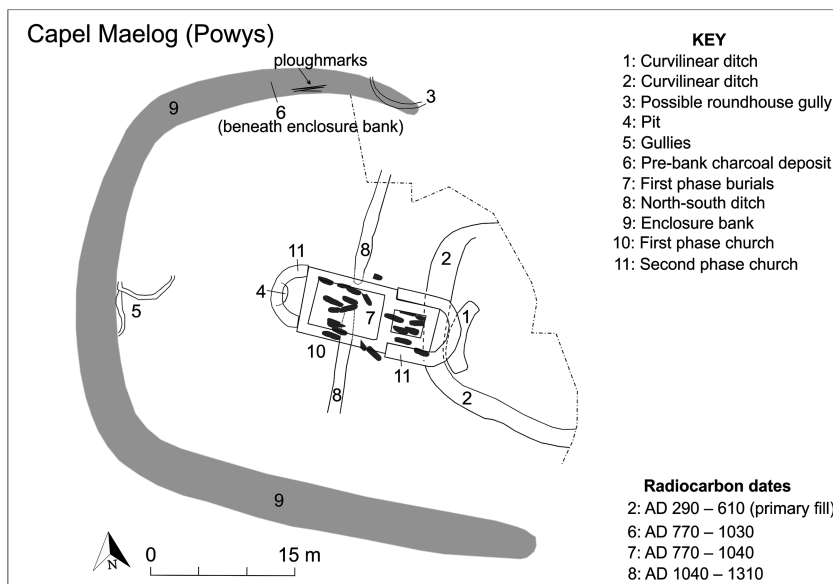 Capel Maelog (Powys)
ploughmarks
9
6
(beneath enclosure bank)
3
8
2
11
4
5
7
1
10
11
8
2
9
N
0 15 m
KEY
1: Curvilinear ditch
2: Curvilinear ditch
3: Possible roundhouse gully
4: Pit
5: Gullies
6: Pre-bank charcoal deposit
7: First phase burials
8: North-south ditch
9: Enclosure bank
10: First phase church
11: Second phase church
Radiocarbon dates
2: AD 290 – 610 (primary fill)
6: AD 770 – 1030
7: AD 770 – 1040
8: AD 1040 – 1310